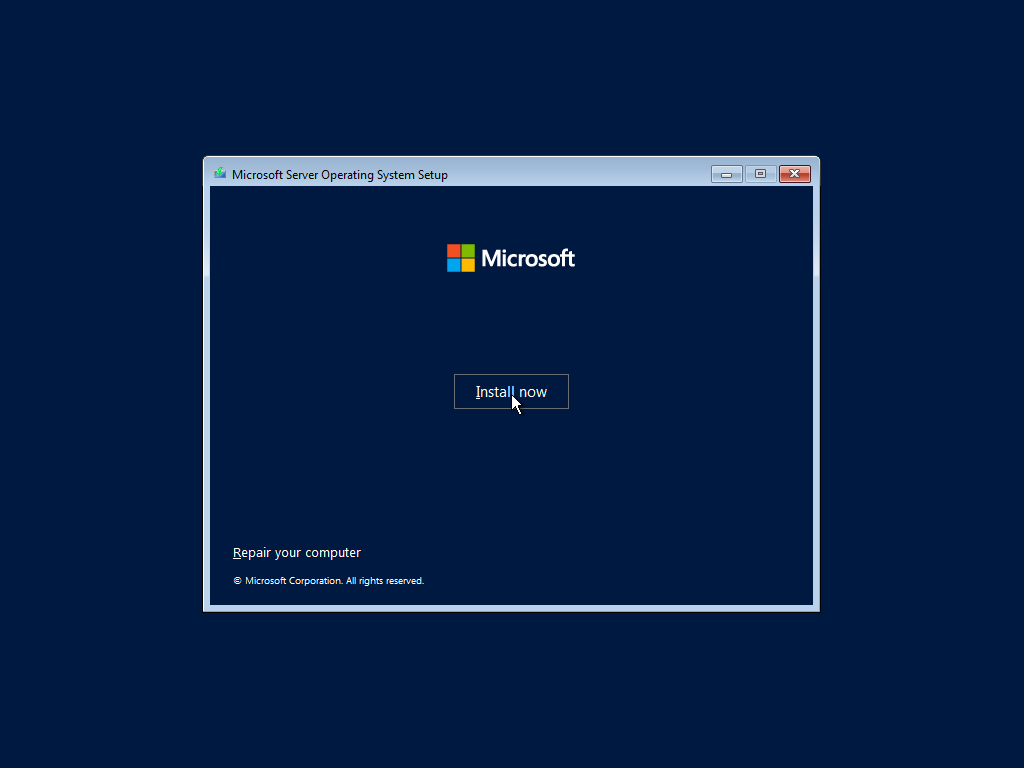 Microsoft Server Operating System Setup
Microsoft
Install now
Repair your computer
© Microsoft Corporation. All rights reserved.